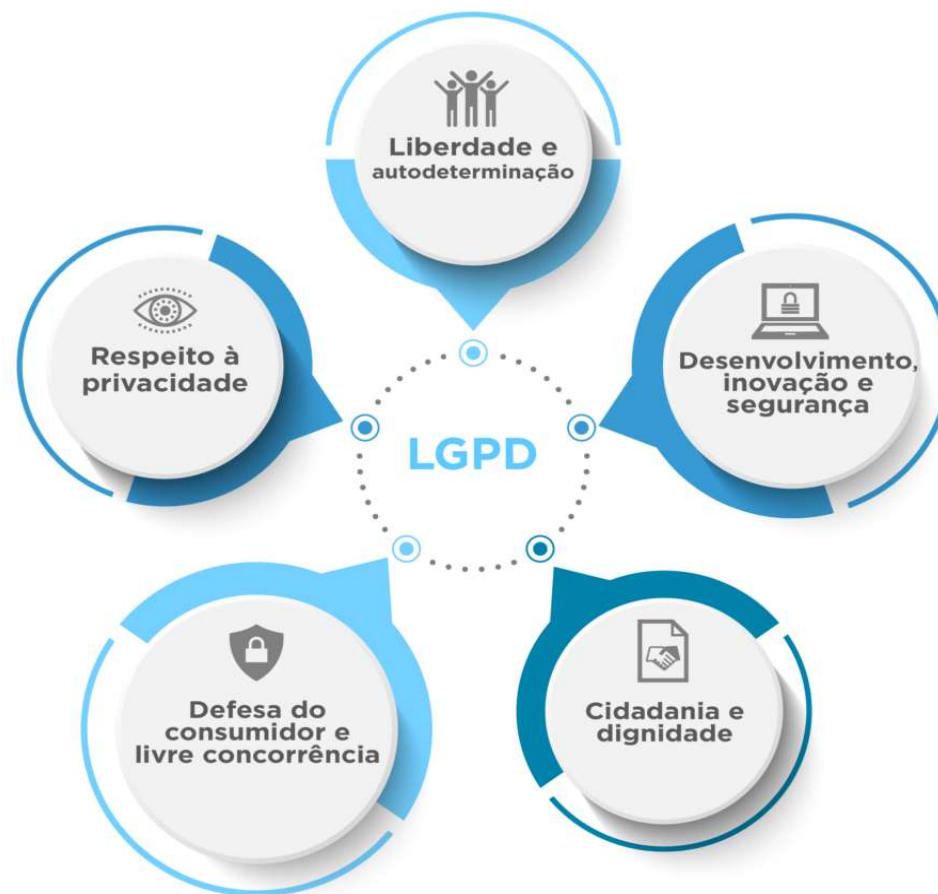 Liberdade e
autodeterminação
Respeito à
privacidade
Desenvolvimento,
inovação e
segurança
LGPD
Defesa do
consumidor e
livre concorrência
Cidadania e
dignidade